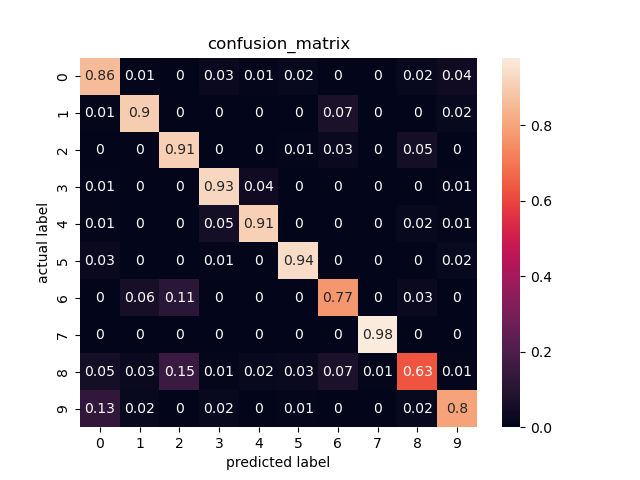 confusion_matrix
0 0.86 0.01 0 0.03 0.01 0.02 0 0 0.02 0.04
1 0.01 0.9 0 0 0 0 0.07 0 0 0.02
2 0 0 0.91 0 0 0.01 0.03 0 0.05 0
3 0.01 0 0 0.93 0.04 0 0 0 0 0.01
4 0.01 0 0 0.05 0.91 0 0 0 0.02 0.01
5 0.03 0 0 0.01 0 0.94 0 0 0 0.02
6 0 0.06 0.11 0 0 0 0.77 0 0.03 0
7 0 0 0 0 0 0 0 0.98 0 0
8 0.05 0.03 0.15 0.01 0.02 0.03 0.07 0.01 0.63 0.01
9 0.13 0.02 0 0.02 0 0.01 0 0 0.02 0.8
0 1 2 3 4 5 6 7 8 9
predicted label
actual label
0.8
0.6
0.4
0.2
0.0